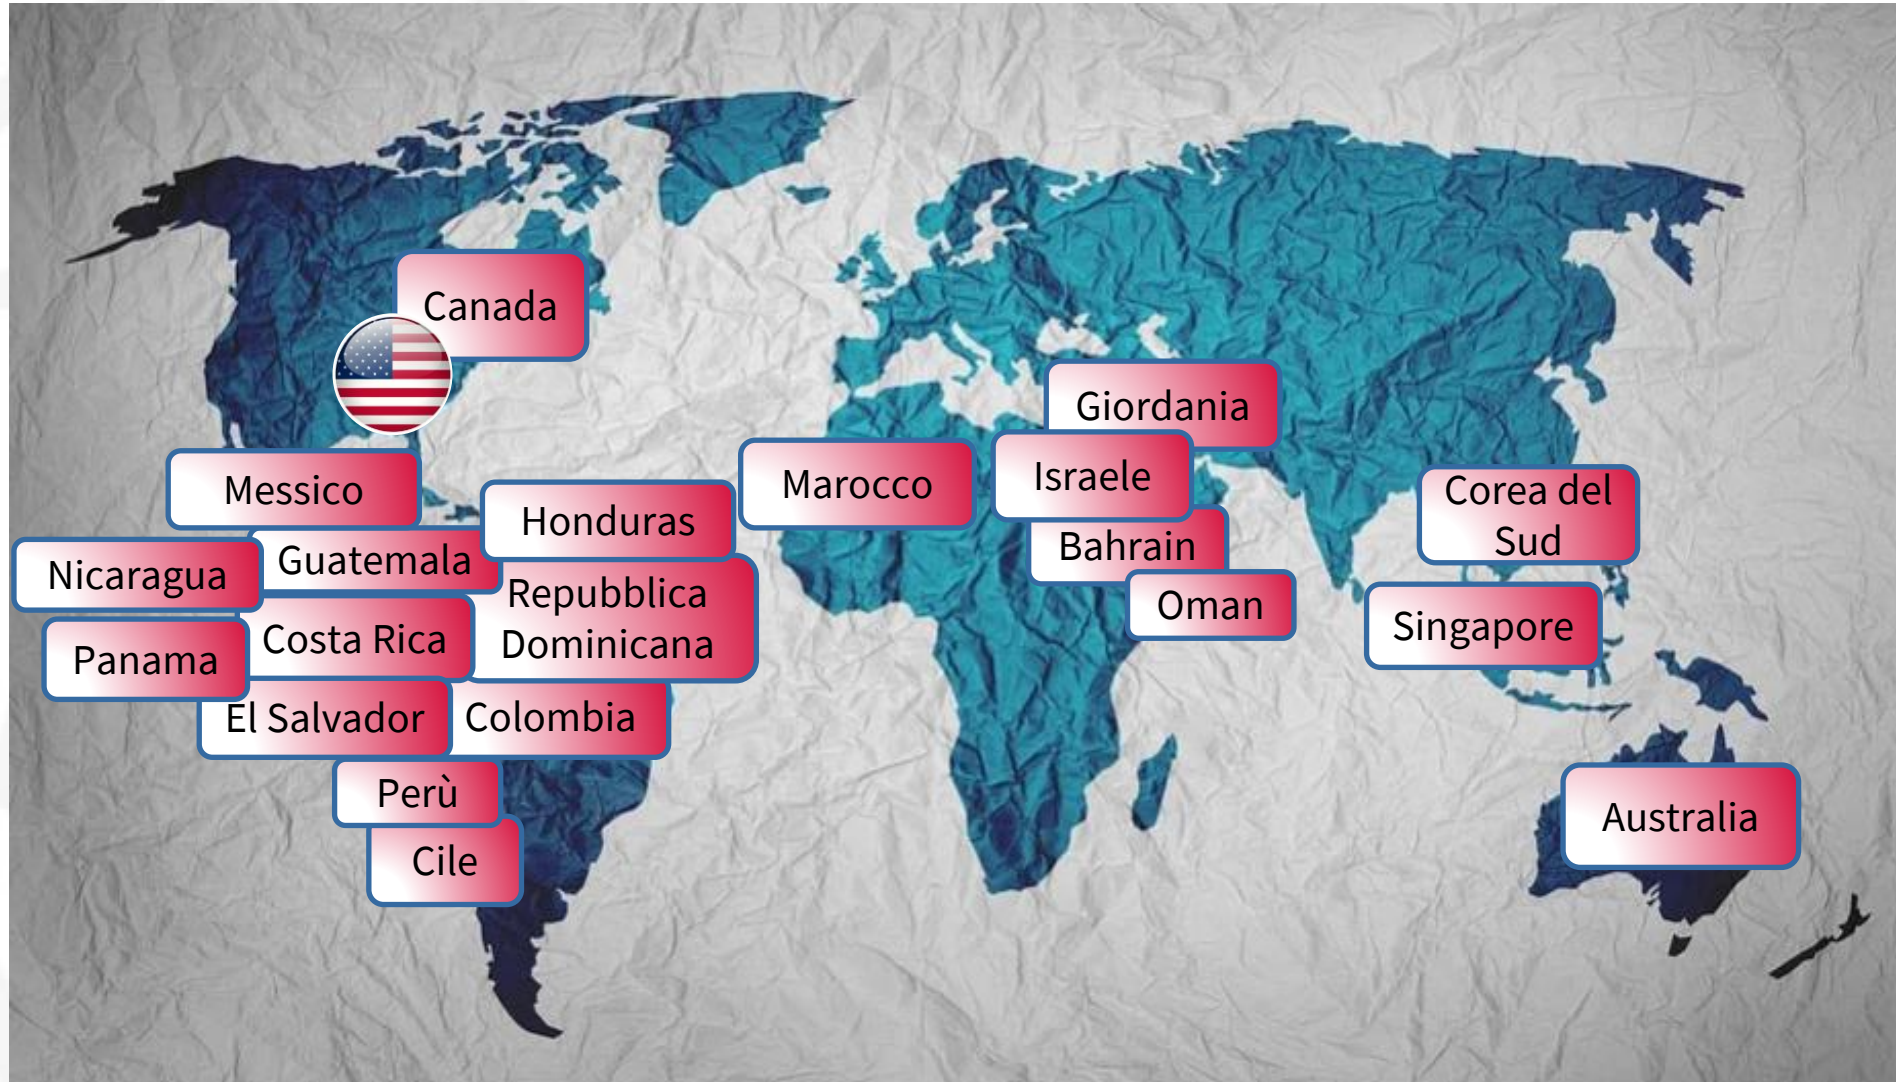 Canada
Giordania
Messico
Marocco
Israele
Honduras
Corea del
Sud
Nicaragua
Guatemala
Bahrain
Repubblica
Dominicana
Oman
Costa Rica
Singapore
Panama
El Salvador
Colombia
Perù
Australia
Cile